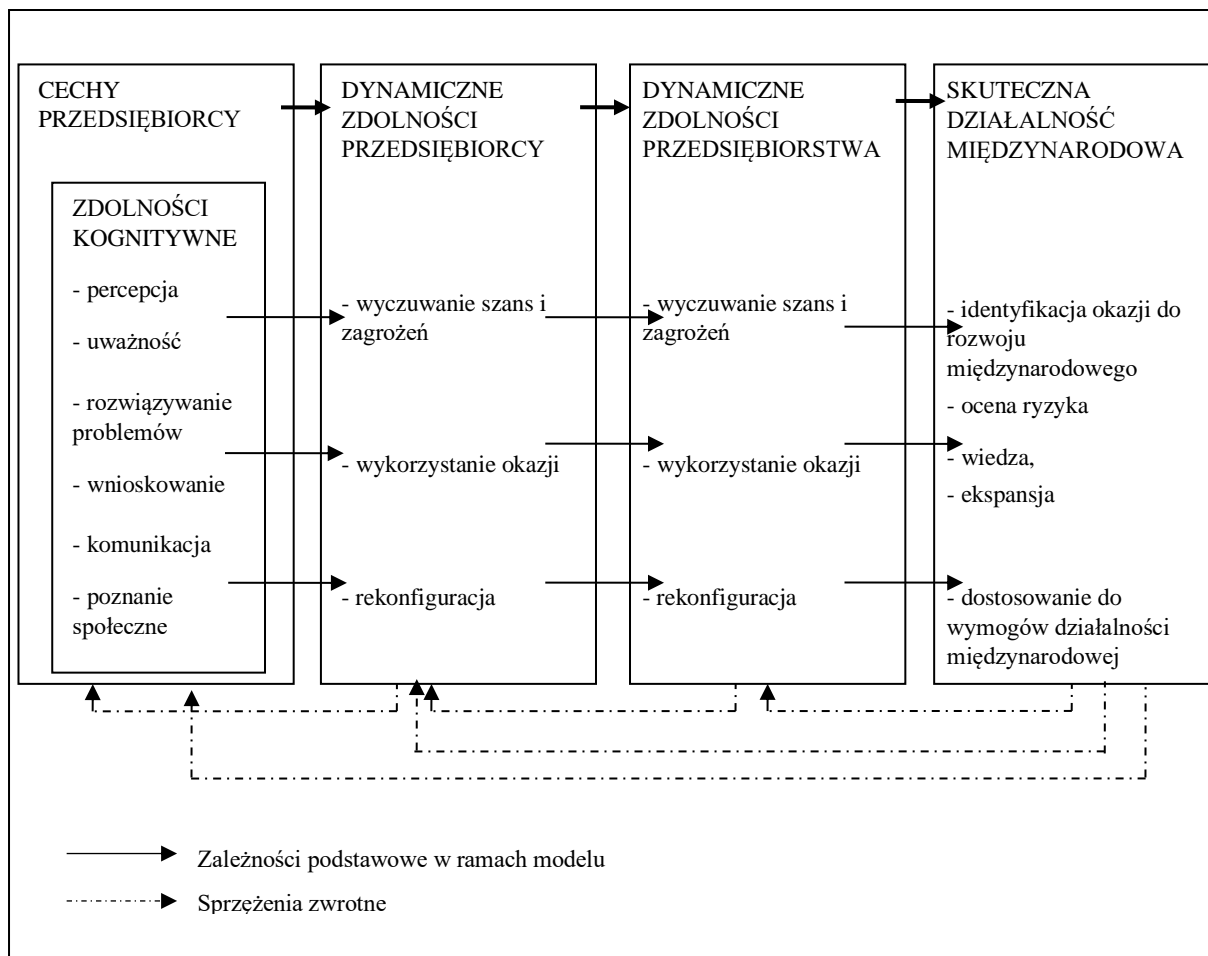 CECHY
PRZEDSIĘBIORCY
ZDOLNOŚCI
KOGNITYWNE
- percepcja
- uważność
- rozwiązywanie
problemów
- wnioskowanie
- komunikacja
- poznanie
społeczne
DYNAMICZNE
ZDOLNOŚCI
PRZEDSIĘBIORCY
- wyczuwanie szans i
zagrożeń
- wykorzystanie okazji
- rekonfiguracja
DYNAMICZNE
ZDOLNOŚCI
PRZEDSIĘBIORSTWA
- wyczuwanie szans i
zagrożeń
- wykorzystanie okazji
- rekonfiguracja
SKUTECZNA
DZIAŁALNOŚĆ
MIĘDZYNARODOWA
- identyfikacja okazji do
rozwoju
międzynarodowego
- ocena ryzyka
- wiedza,
- ekspansja
- dostosowanie do
wymogów działalności
międzynarodowej
Zależności podstawowe w ramach modelu
Sprzężenia zwrotne